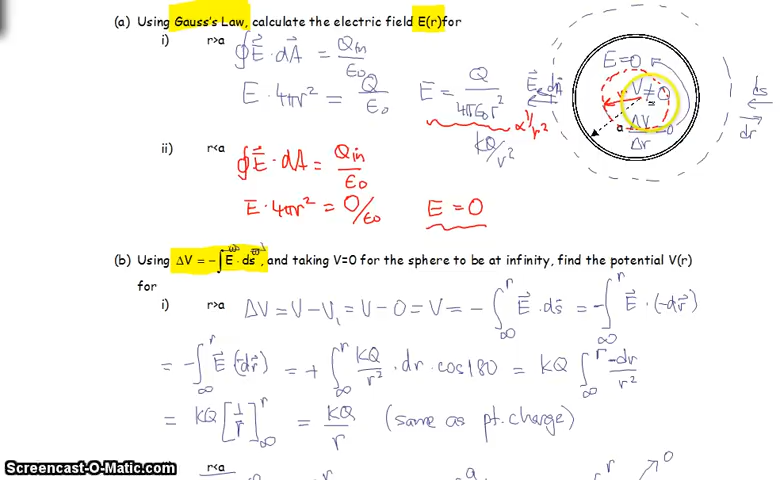 (a) Using Gauss's Law, calculate the electric field E(r)for
i) r>a ∮E⃗ · dA⃗ = Qin/ε0
E · 4πr² = Q/ε0 E = Q/4πε0r² α 1/r²
KQ/r²
E=0
V≠0
a ΔV/Δr =0
E⃗ dA⃗
ds
dr
ii) r<a ∮E⃗ · dA = Qin/ε0
E · 4πr² = 0/ε0 E = 0
(b) Using ΔV = -∫E · ds, and taking V=0 for the sphere to be at infinity, find the potential V(r)
for
i) r>a ΔV = V - V₁ = V - 0 = V = -∫∞^r E⃗ · ds⃗ = -∫∞^r E⃗ · (-dr⃗)
= -∫∞^r E⃗ (-dr⃗) = + ∫∞^r KQ/r² · dr · cos180 = KQ ∫∞^r -dr/r²
= KQ [1/r]∞^r = KQ/r (same as pt. charge)
Screencast-O-Matic.com
r<a